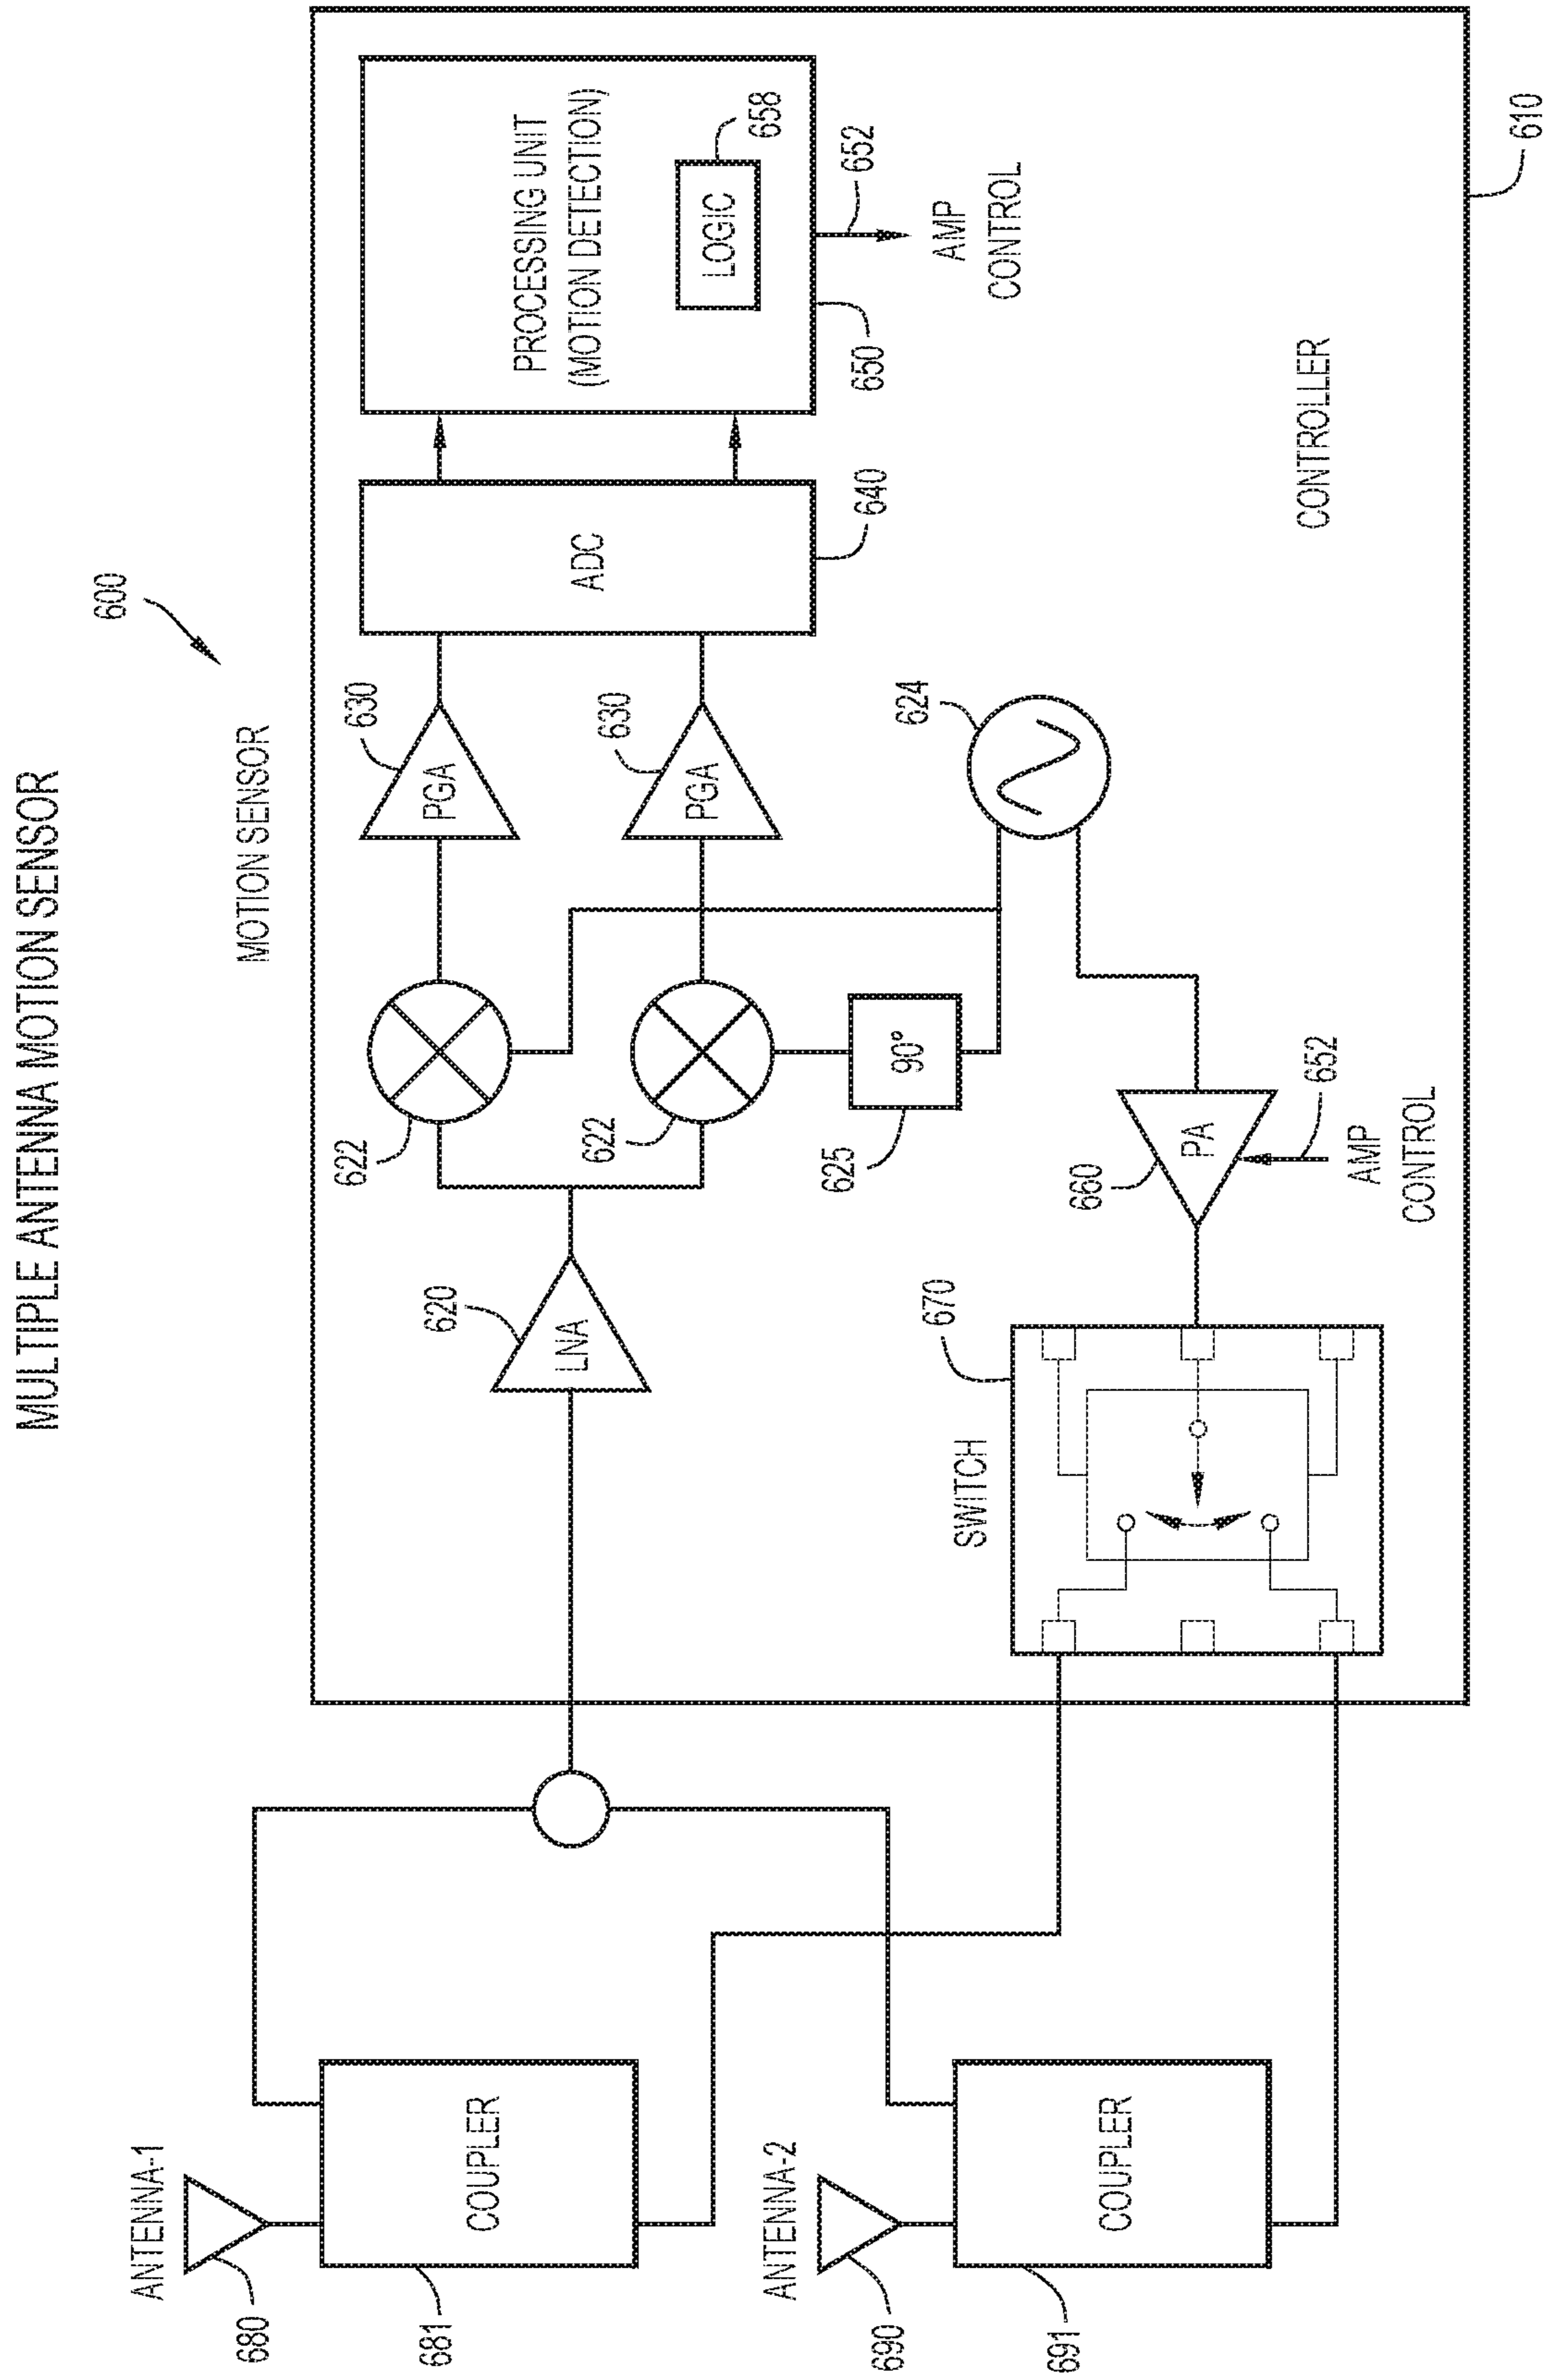 MULTIPLE ANTENNA MOTION SENSOR
600
MOTION SENSOR
ANTENNA-1
680
COUPLER
681
ANTENNA-2
690
COUPLER
691
620
LNA
622
622
630
PGA
630
PGA
640
ADC
PROCESSING UNIT
(MOTION DETECTION)
LOGIC
658
650
652
AMP
CONTROL
624
90°
625
660
PA
652
AMP
CONTROL
670
SWITCH
CONTROLLER
610